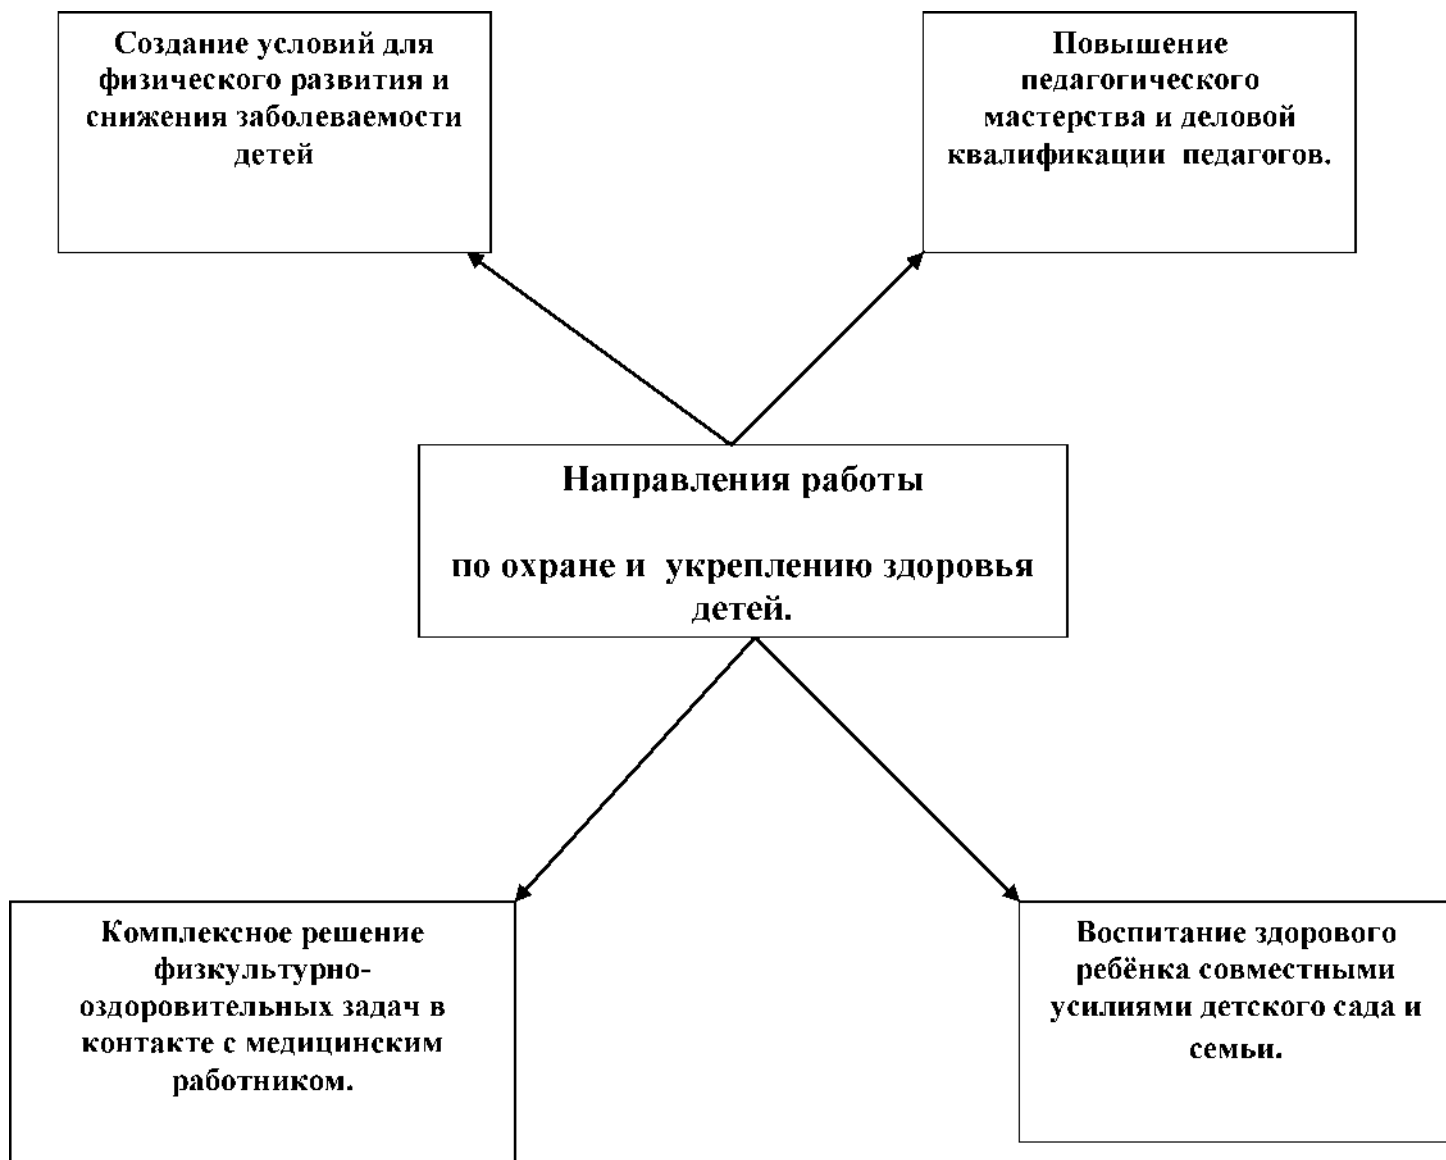 Создание условий для
физического развития и
снижения заболеваемости
детей
Повышение
педагогического
мастерства и деловой
квалификации педагогов.
Направления работы
по охране и укреплению здоровья
детей.
Комплексное решение
физкультурно-
оздоровительных задач в
контакте с медицинским
работником.
Воспитание здорового
ребёнка совместными
усилиями детского сада и
семьи.